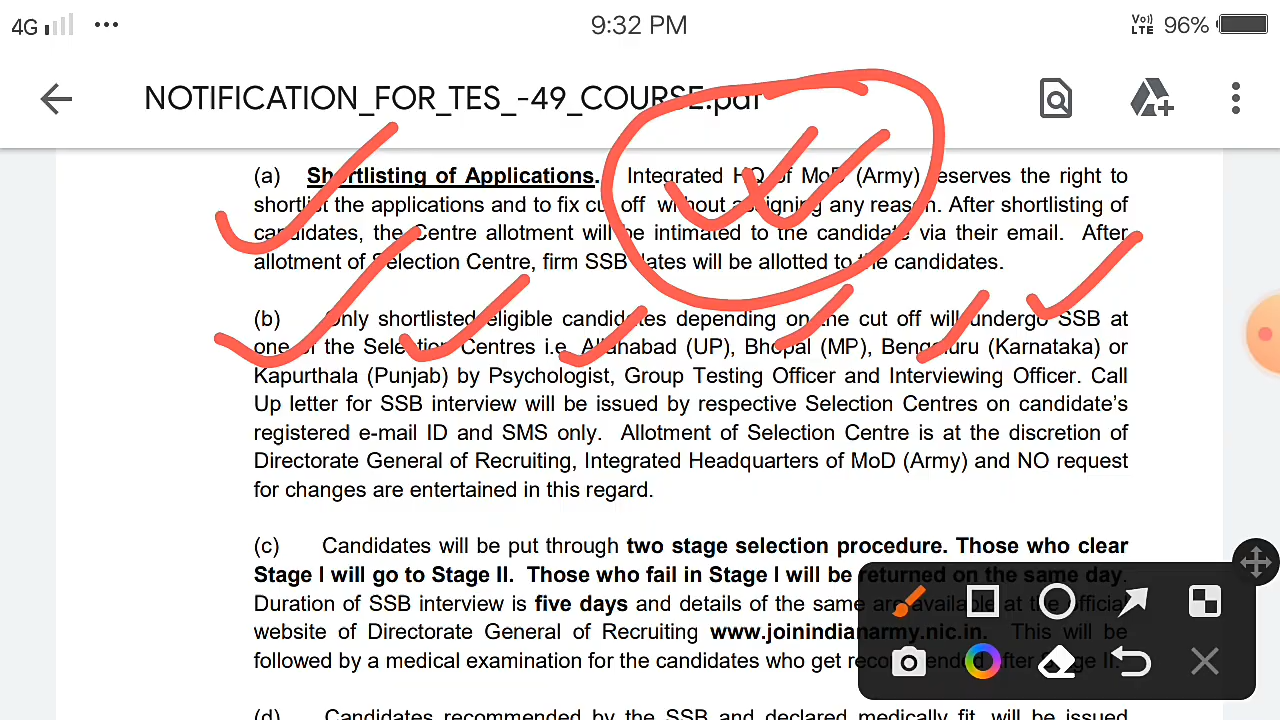 4G 9:32 PM Vo)) LTE 96%
NOTIFICATION_FOR_TES_-49_COURSE.pdf
(a) Shortlisting of Applications. Integrated HQ of MoD (Army) reserves the right to
shortlist the applications and to fix cut off without assigning any reason. After shortlisting of
candidates, the Centre allotment will be intimated to the candidate via their email. After
allotment of Selection Centre, firm SSB dates will be allotted to the candidates.
(b) Only shortlisted eligible candidates depending on the cut off will undergo SSB at
one of the Selection Centres i.e. Allahabad (UP), Bhopal (MP), Bengaluru (Karnataka) or
Kapurthala (Punjab) by Psychologist, Group Testing Officer and Interviewing Officer. Call
Up letter for SSB interview will be issued by respective Selection Centres on candidate’s
registered e-mail ID and SMS only. Allotment of Selection Centre is at the discretion of
Directorate General of Recruiting, Integrated Headquarters of MoD (Army) and NO request
for changes are entertained in this regard.
(c) Candidates will be put through two stage selection procedure. Those who clear
Stage I will go to Stage II. Those who fail in Stage I will be returned on the same day.
Duration of SSB interview is five days and details of the same are available at the official
website of Directorate General of Recruiting www.joinindianarmy.nic.in. This will be
followed by a medical examination for the candidates who get recommended after Stage II.
(d) Candidates recommended by the SSB and declared medically fit, will be issued